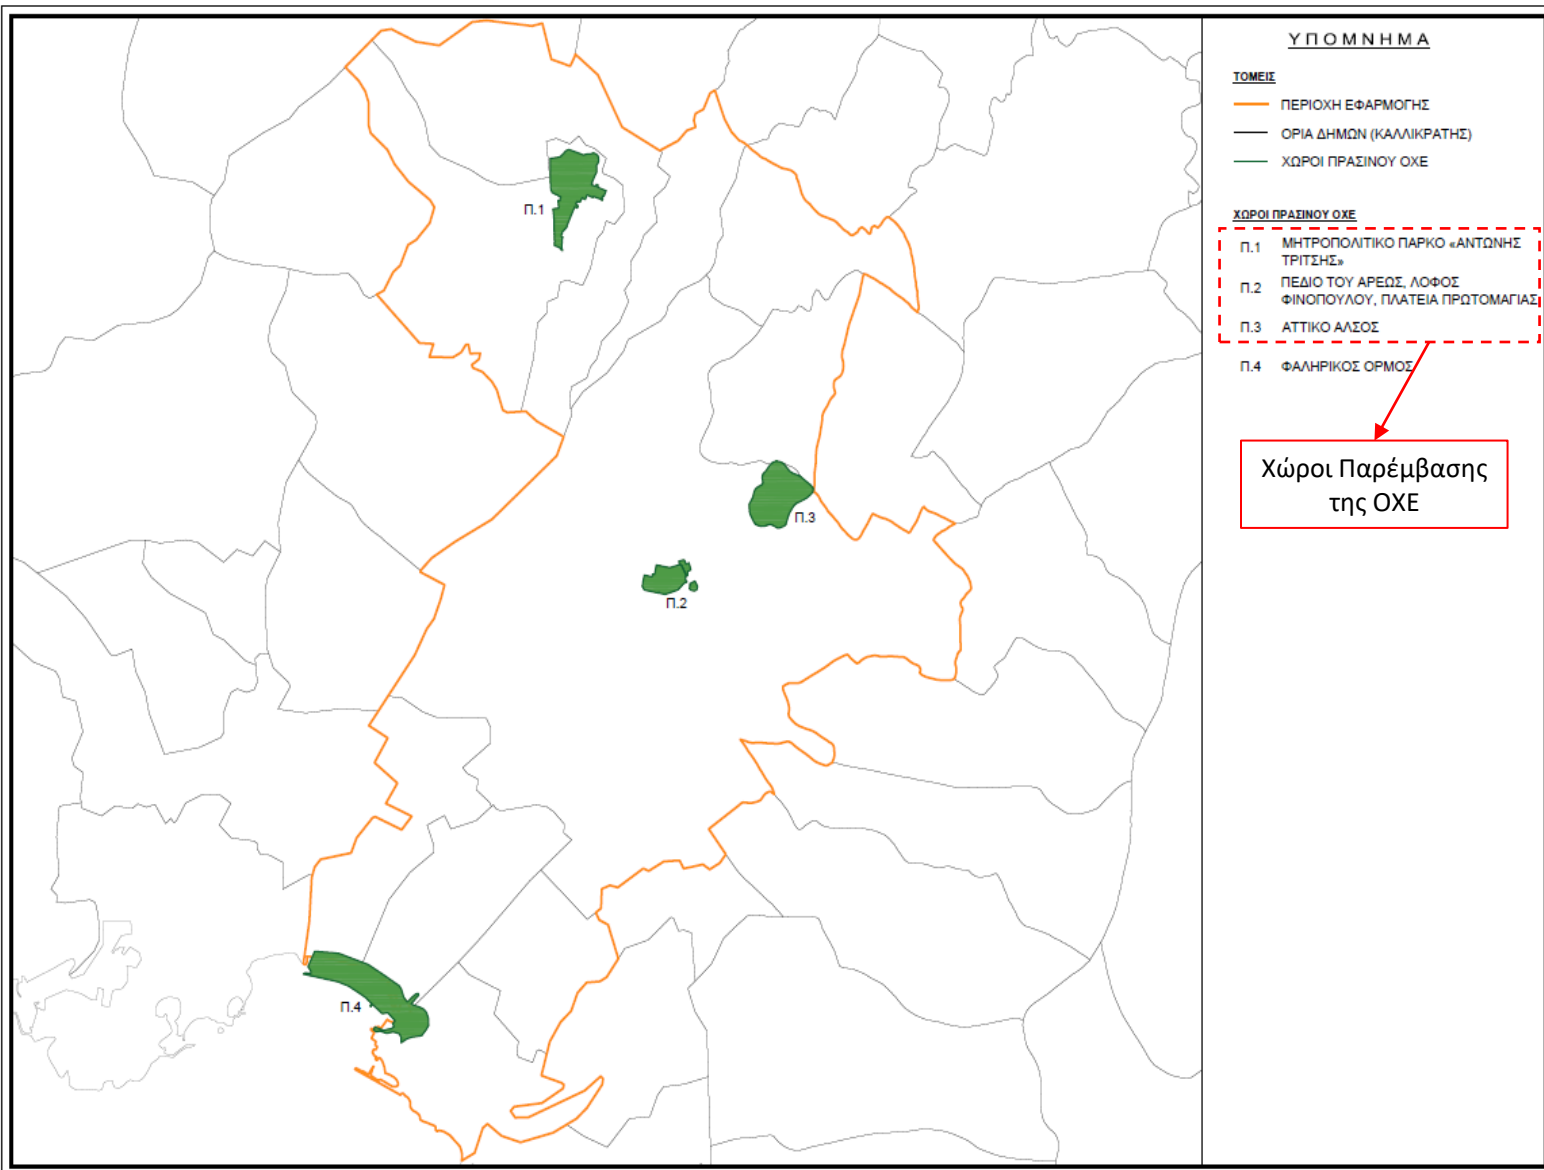 ΥΠΟΜΝΗΜΑ
ΤΟΜΕΙΣ
ΠΕΡΙΟΧΗ ΕΦΑΡΜΟΓΗΣ
ΟΡΙΑ ΔΗΜΩΝ (ΚΑΛΛΙΚΡΑΤΗΣ)
ΧΩΡΟΙ ΠΡΑΣΙΝΟΥ ΟΧΕ
ΧΩΡΟΙ ΠΡΑΣΙΝΟΥ ΟΧΕ
Π.1 ΜΗΤΡΟΠΟΛΙΤΙΚΟ ΠΑΡΚΟ «ΑΝΤΩΝΗΣ
ΤΡΙΤΣΗΣ»
Π.2 ΠΕΔΙΟ ΤΟΥ ΑΡΕΩΣ, ΛΟΦΟΣ
ΦΙΝΟΠΟΥΛΟΥ, ΠΛΑΤΕΙΑ ΠΡΩΤΟΜΑΓΙΑΣ
Π.3 ΑΤΤΙΚΟ ΑΛΣΟΣ
Π.4 ΦΑΛΗΡΙΚΟΣ ΟΡΜΟΣ
Χώροι Παρέμβασης
της ΟΧΕ
Π.1
Π.3
Π.2
Π.4